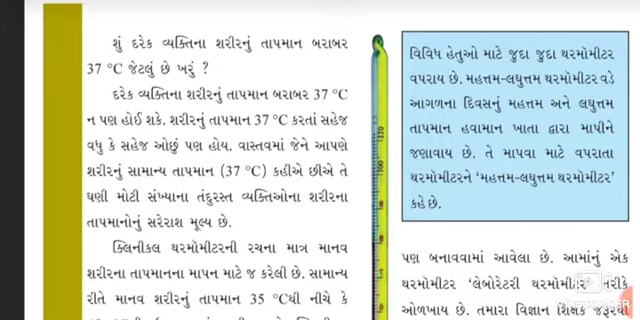 શું દરેક વ્યક્તિના શરીરનું તાપમાન બરાબર
37 °C જેટલું છે ખરું ?
દરેક વ્યક્તિના શરીરનું તાપમાન બરાબર 37 °C
ન પણ હોઈ શકે. શરીરનું તાપમાન 37 °C કરતાં સહેજ
વધુ કે સહેજ ઓછું પણ હોય. વાસ્તવમાં જેને આપણે
શરીરનું સામાન્ય તાપમાન (37 °C) કહીએ છીએ તે
ઘણી મોટી સંખ્યાના તંદુરસ્ત વ્યક્તિઓના શરીરના
તાપમાનોનું સરેરાશ મૂલ્ય છે.
ક્લિનીકલ થરમૉમીટરની રચના માત્ર માનવ
શરીરના તાપમાનના માપન માટે જ કરેલી છે. સામાન્ય
રીતે માનવ શરીરનું તાપમાન 35 °Cથી નીચે કે
વિવિધ હેતુઓ માટે જુદા જુદા થરમૉમીટર
વપરાય છે. મહત્તમ-લઘુત્તમ થરમૉમીટર વડે
આગળના દિવસનું મહત્તમ અને લઘુત્તમ
તાપમાન હવામાન ખાતા દ્વારા માપીને
જણાવાય છે. તે માપવા માટે વપરાતા
થરમૉમીટરને ‘મહત્તમ-લઘુત્તમ થરમૉમીટર’
કહે છે.
પણ બનાવવામાં આવેલા છે. આમાંનું એક
થરમૉમીટર ‘લેબોરેટરી થરમૉમીટર’ તરીકે
ઓળખાય છે. તમારા વિજ્ઞાન શિક્ષક જરૂરથી